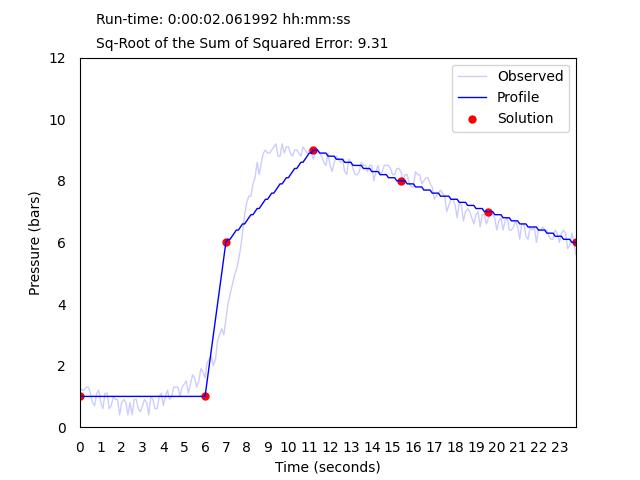 Run-time: 0:00:02.061992 hh:mm:ss
Sq-Root of the Sum of Squared Error: 9.31
Observed
Profile
Solution
12
10
8
6
4
2
0
Pressure (bars)
0 1 2 3 4 5 6 7 8 9 10 11 12 13 14 15 16 17 18 19 20 21 22 23
Time (seconds)